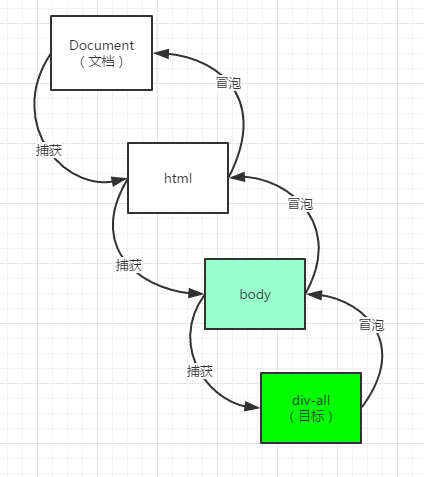 Document
（文档）
冒泡
捕获
html
冒泡
捕获
body
冒泡
捕获
div-all
（目标）